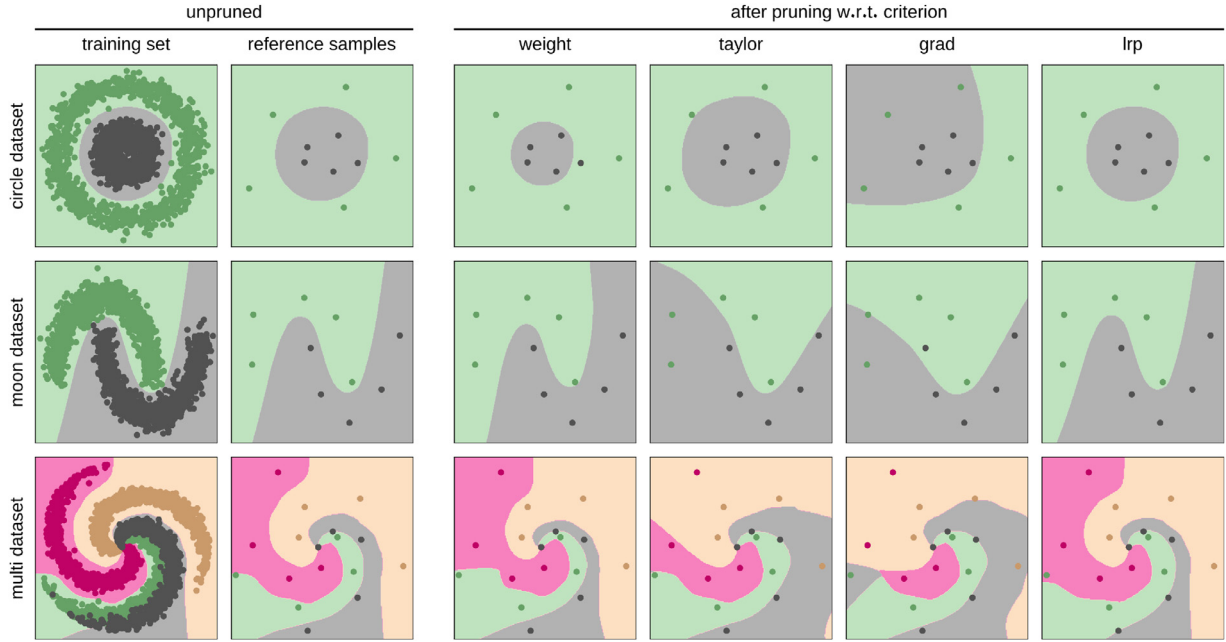 unpruned
after pruning w.r.t. criterion
training set
reference samples
weight
taylor
grad
lrp
circle dataset
moon dataset
multi dataset